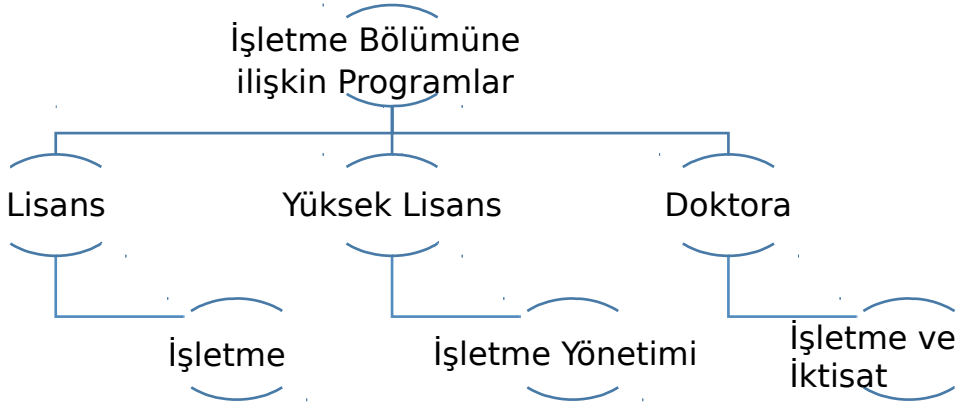 İşletme Bölümüne
ilişkin Programlar
Lisans
Yüksek Lisans
Doktora
İşletme
İşletme Yönetimi
İşletme ve
İktisat